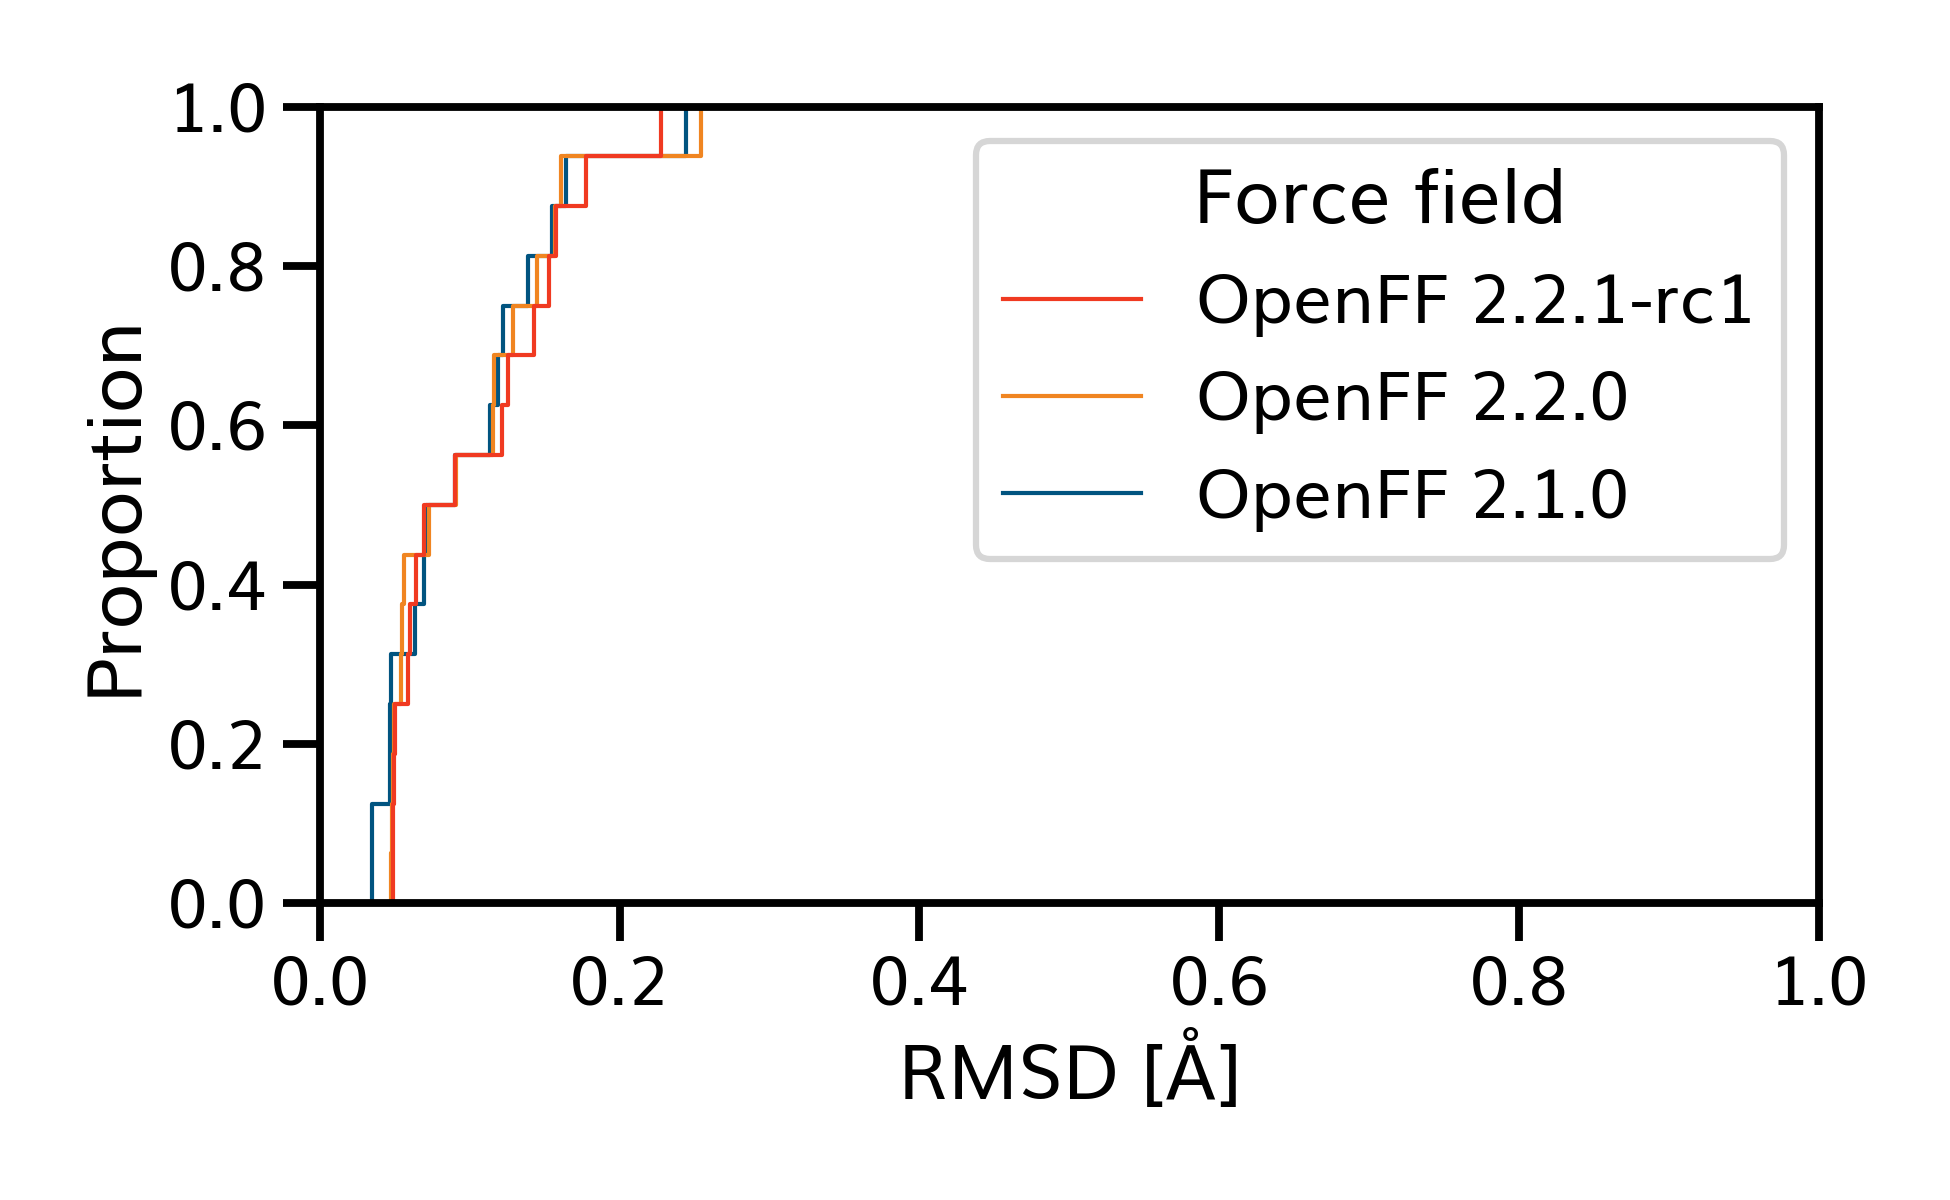 1.0
0.8
0.6
0.4
0.2
0.0
Proportion
0.0 0.2 0.4 0.6 0.8 1.0
RMSD [Å]
Force field
OpenFF 2.2.1-rc1
OpenFF 2.2.0
OpenFF 2.1.0